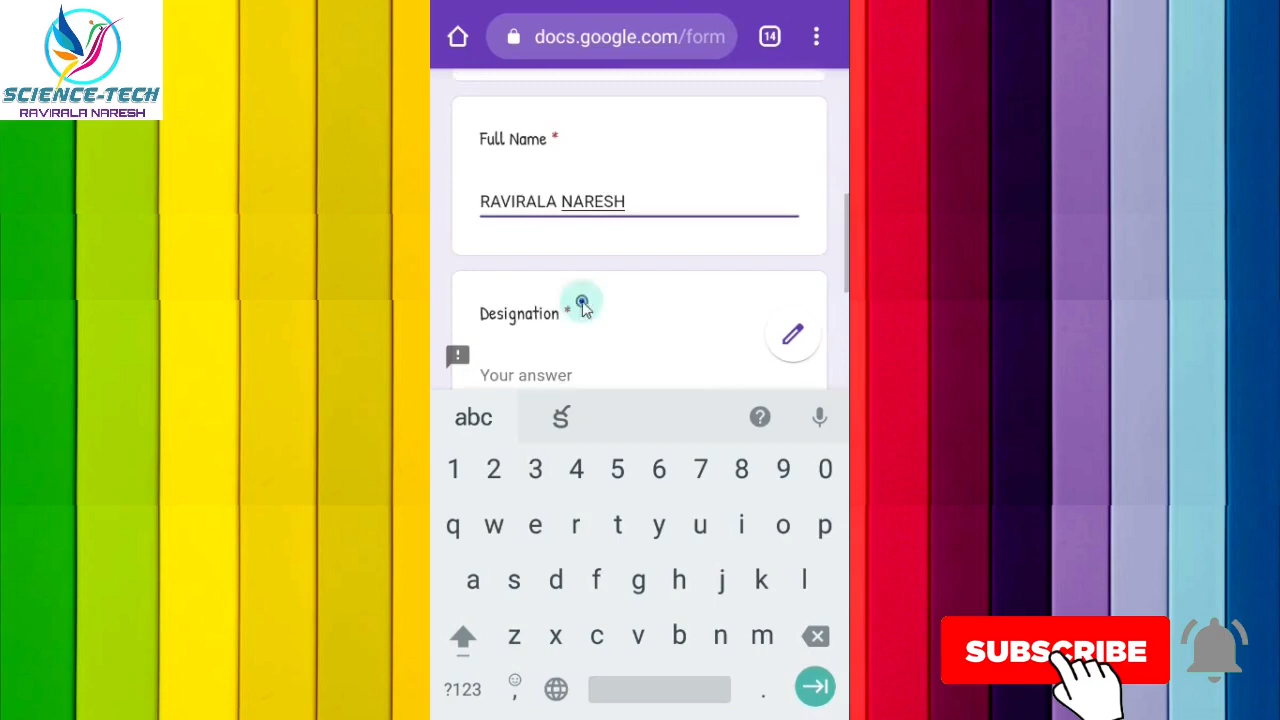 SCIENCE-TECH
RAVIRALA NARESH
docs.google.com/form
14
Full Name *
RAVIRALA NARESH
Designation *
Your answer
abc
1 2 3 4 5 6 7 8 9 0
q w e r t y u i o p
a s d f g h j k l
z x c v b n m
?123 , .
SUBSCRIBE